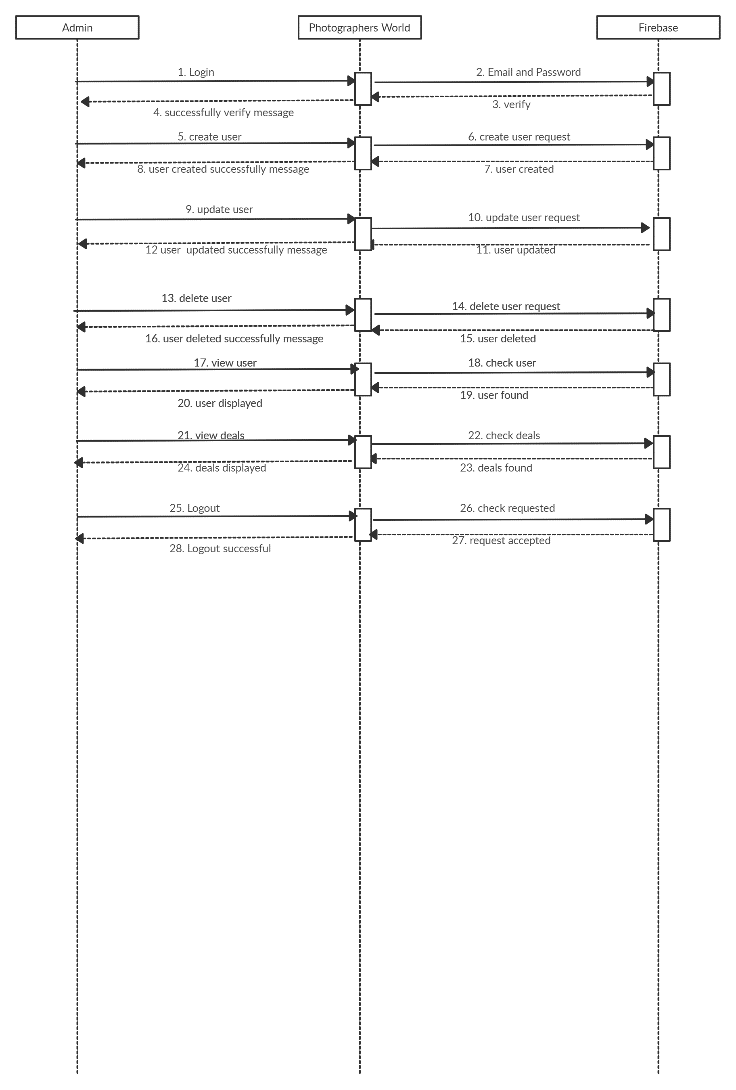 Admin
Photographers World
Firebase
1. Login
2. Email and Password
3. verify
4. successfully verify message
5. create user
6. create user request
7. user created
8. user created successfully message
9. update user
10. update user request
11. user updated
12 user  updated successfully message
13. delete user
14. delete user request
15. user deleted
16. user deleted successfully message
17. view user
18. check user
19. user found
20. user displayed
21. view deals
22. check deals
23. deals found
24. deals displayed
25. Logout
26. check requested
27. request accepted
28. Logout successful